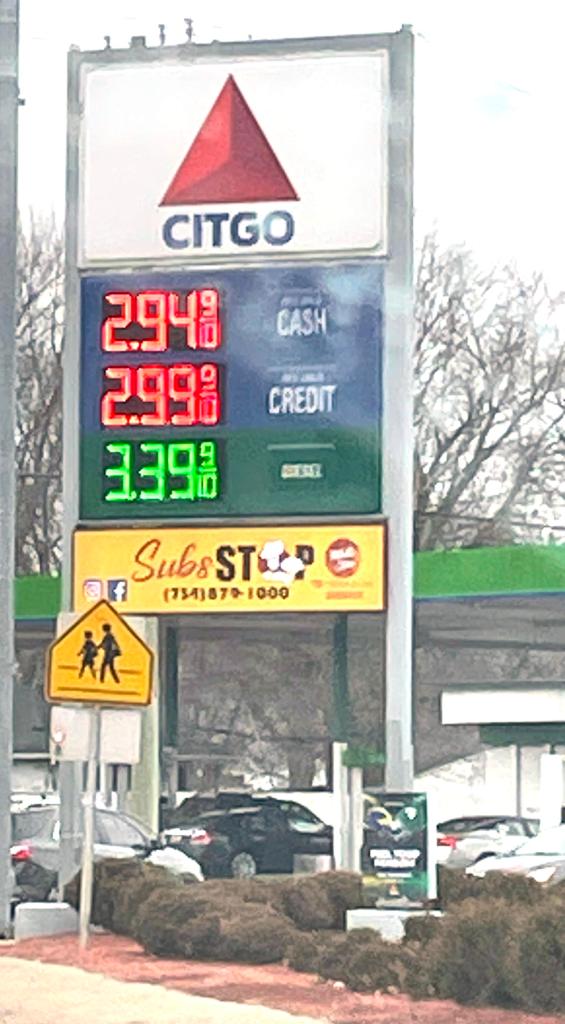 CITGO
2.94 9/10 CASH
2.99 9/10 CREDIT
3.39 9/10 DIESEL
Subs STOP
(754)879-1000